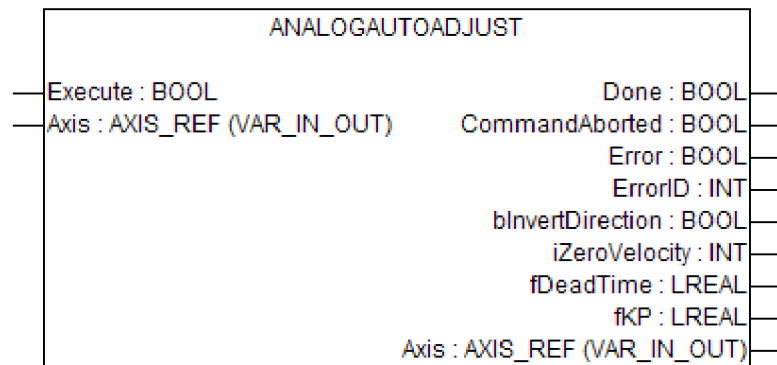 ANALOGAUTOADJUST
Execute : BOOL Done : BOOL
Axis : AXIS_REF (VAR_IN_OUT) CommandAborted : BOOL
Error : BOOL
ErrorID : INT
bInvertDirection : BOOL
iZeroVelocity : INT
fDeadTime : LREAL
fKP : LREAL
Axis : AXIS_REF (VAR_IN_OUT)